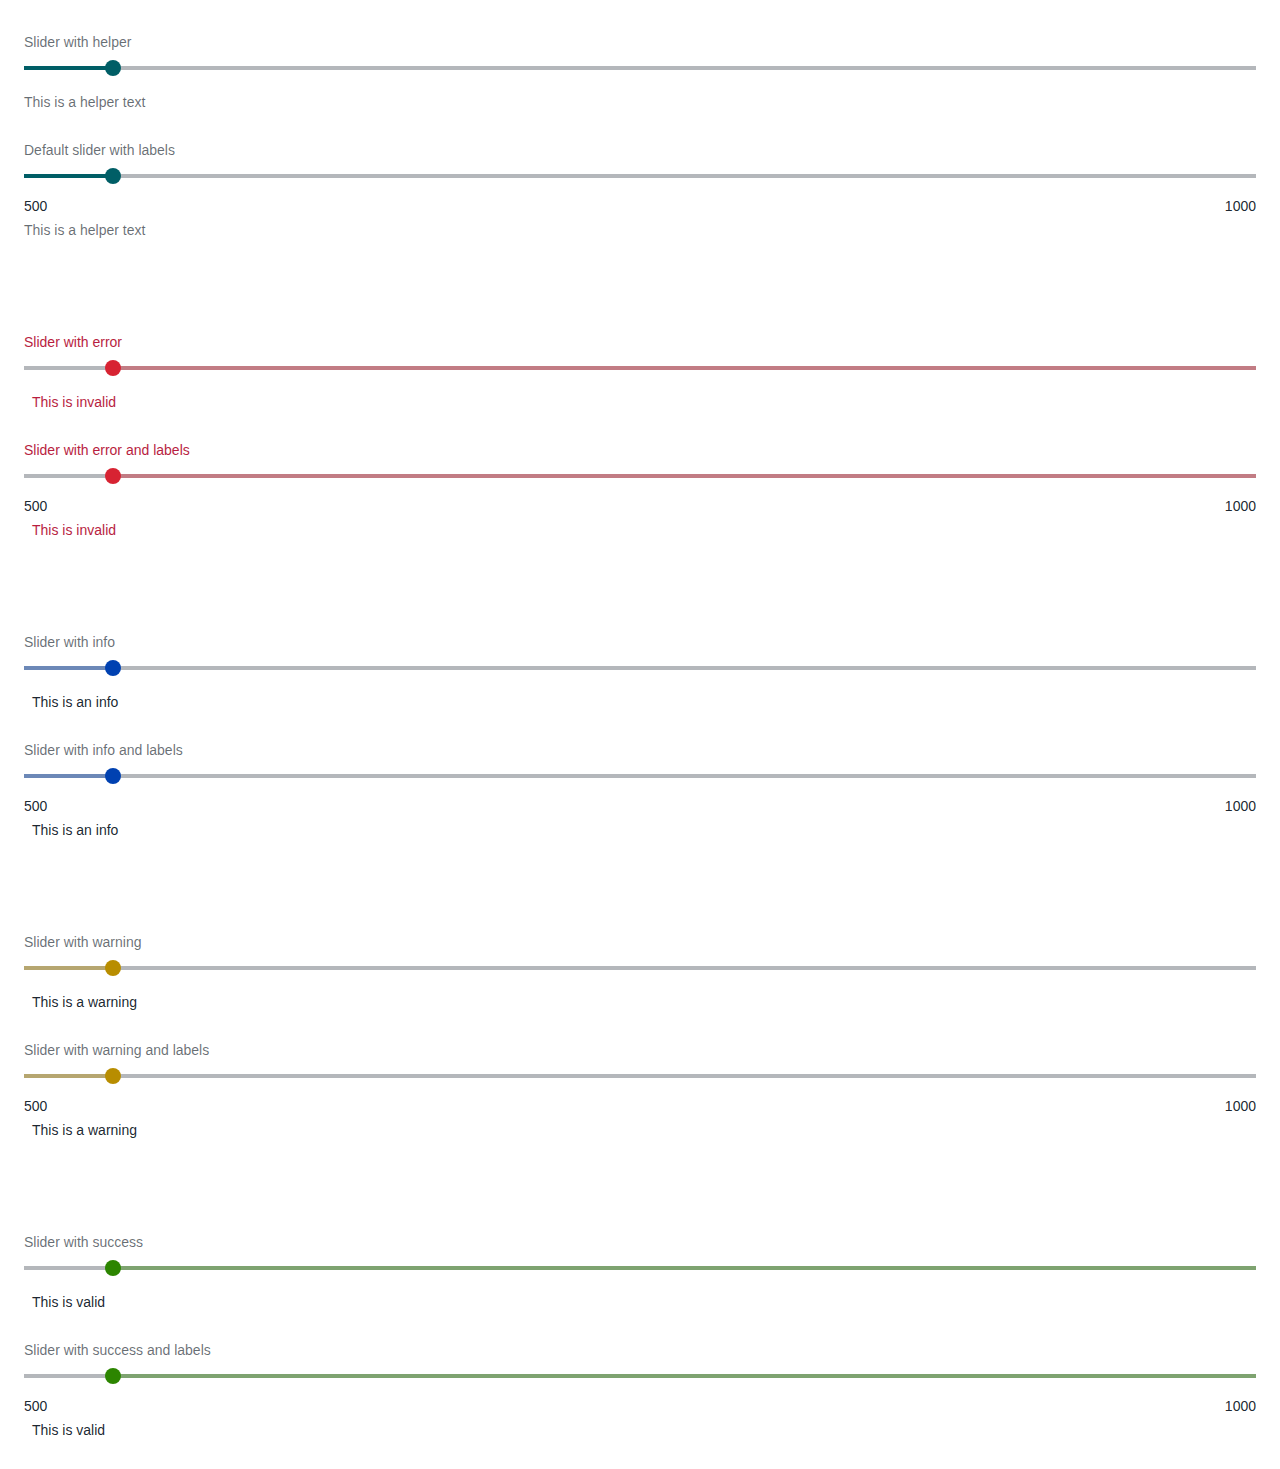 Slider with helper
This is a helper text
Default slider with labels
500 1000
This is a helper text
Slider with error
This is invalid
Slider with error and labels
500 1000
This is invalid
Slider with info
This is an info
Slider with info and labels
500 1000
This is an info
Slider with warning
This is a warning
Slider with warning and labels
500 1000
This is a warning
Slider with success
This is valid
Slider with success and labels
500 1000
This is valid